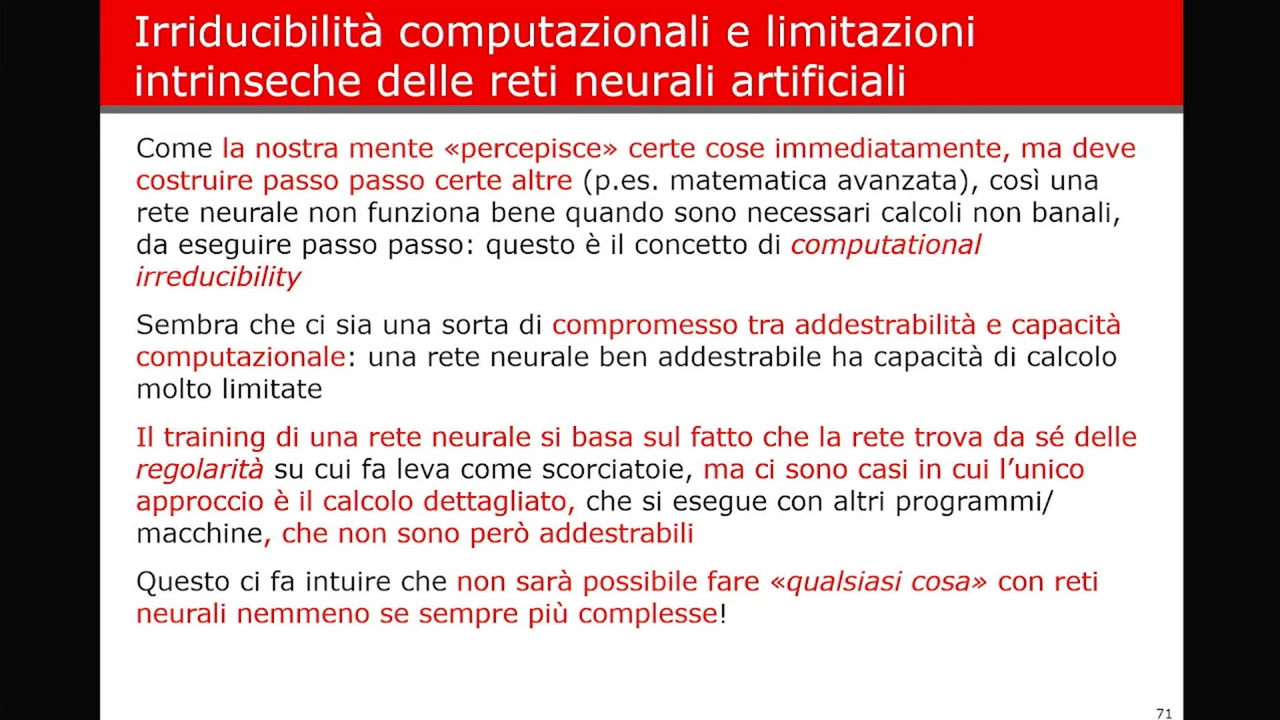 Irriducibilità computazionali e limitazioni
intrinseche delle reti neurali artificiali
Come la nostra mente «percepisce» certe cose immediatamente, ma deve
costruire passo passo certe altre (p.es. matematica avanzata), così una
rete neurale non funziona bene quando sono necessari calcoli non banali,
da eseguire passo passo: questo è il concetto di computational
irreducibility
Sembra che ci sia una sorta di compromesso tra addestrabilità e capacità
computazionale: una rete neurale ben addestrabile ha capacità di calcolo
molto limitate
Il training di una rete neurale si basa sul fatto che la rete trova da sé delle
regolarità su cui fa leva come scorciatoie, ma ci sono casi in cui l’unico
approccio è il calcolo dettagliato, che si esegue con altri programmi/
macchine, che non sono però addestrabili
Questo ci fa intuire che non sarà possibile fare «qualsiasi cosa» con reti
neurali nemmeno se sempre più complesse!
71